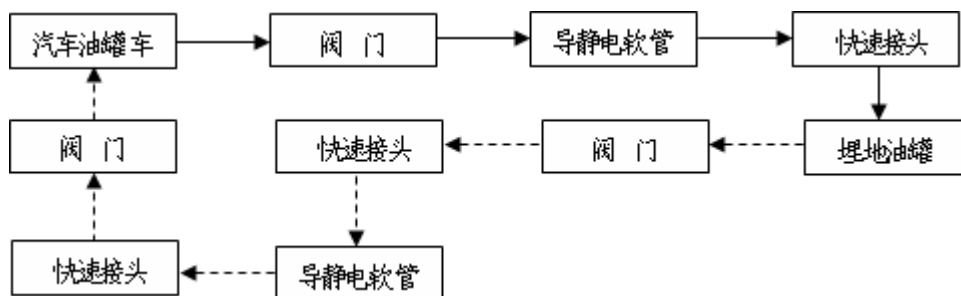 汽车油罐车
阀 门
导静电软管
快速接头
阀 门
快速接头
阀 门
埋地油罐
快速接头
导静电软管